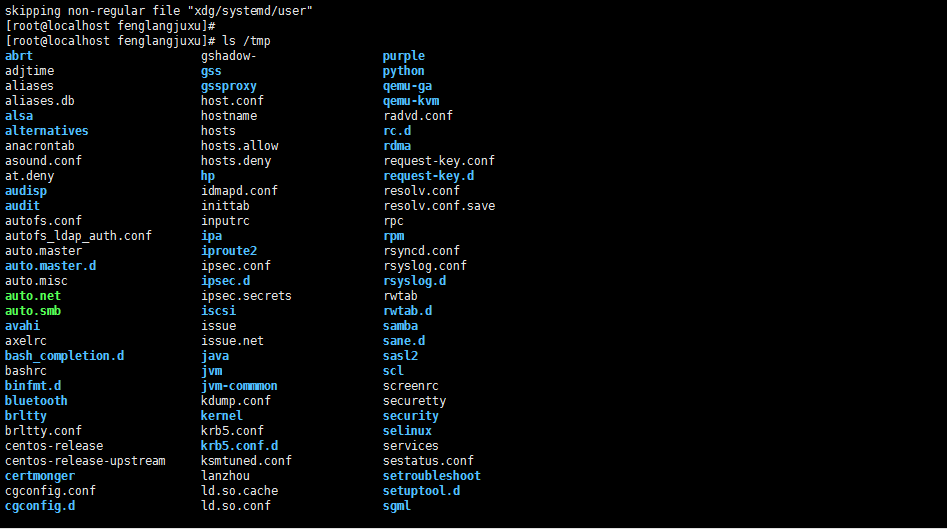 skipping non-regular file "xdg/systemd/user"
[root@localhost fenglangjuxu]#
[root@localhost fenglangjuxu]# ls /tmp
abrt gshadow- purple
adjtime gss python
aliases gssproxy qemu-ga
aliases.db host.conf qemu-kvm
alsa hostname radvd.conf
alternatives hosts rc.d
anacrontab hosts.allow rdma
asound.conf hosts.deny request-key.conf
at.deny hp request-key.d
audisp idmapd.conf resolv.conf
audit inittab resolv.conf.save
autofs.conf inputrc rpc
autofs_ldap_auth.conf ipa rpm
auto.master iproute2 rsyncd.conf
auto.master.d ipsec.conf rsyslog.conf
auto.misc ipsec.d rsyslog.d
auto.net ipsec.secrets rwtab
auto.smb iscsi rwtab.d
avahi issue samba
axelrc issue.net sane.d
bash_completion.d java sasl2
bashrc jvm scl
binfmt.d jvm-commmon screenrc
bluetooth kdump.conf securetty
brltty kernel security
brltty.conf krb5.conf selinux
centos-release krb5.conf.d services
centos-release-upstream ksmtuned.conf sestatus.conf
certmonger lanzhou setroubleshoot
cgconfig.conf ld.so.cache setuptool.d
cgconfig.d ld.so.conf sgml